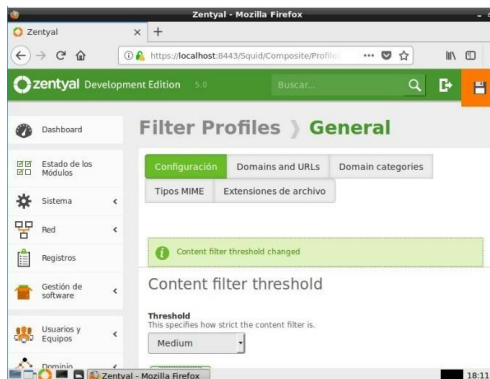 Zentyal - Mozilla Firefox
Zentyal
https://localhost:8443/Squid/Composite/Profile
zentyal Development Edition 5.0
Buscar...
Dashboard
Estado de los Módulos
Sistema
Red
Registros
Gestión de software
Usuarios y Equipos
Dominio
Filter Profiles General
Configuración
Domains and URLs
Domain categories
Tipos MIME
Extensiones de archivo
Content filter threshold changed
Content filter threshold
Threshold
This specifies how strict the content filter is.
Medium
Zentyal - Mozilla Firefox
18:11